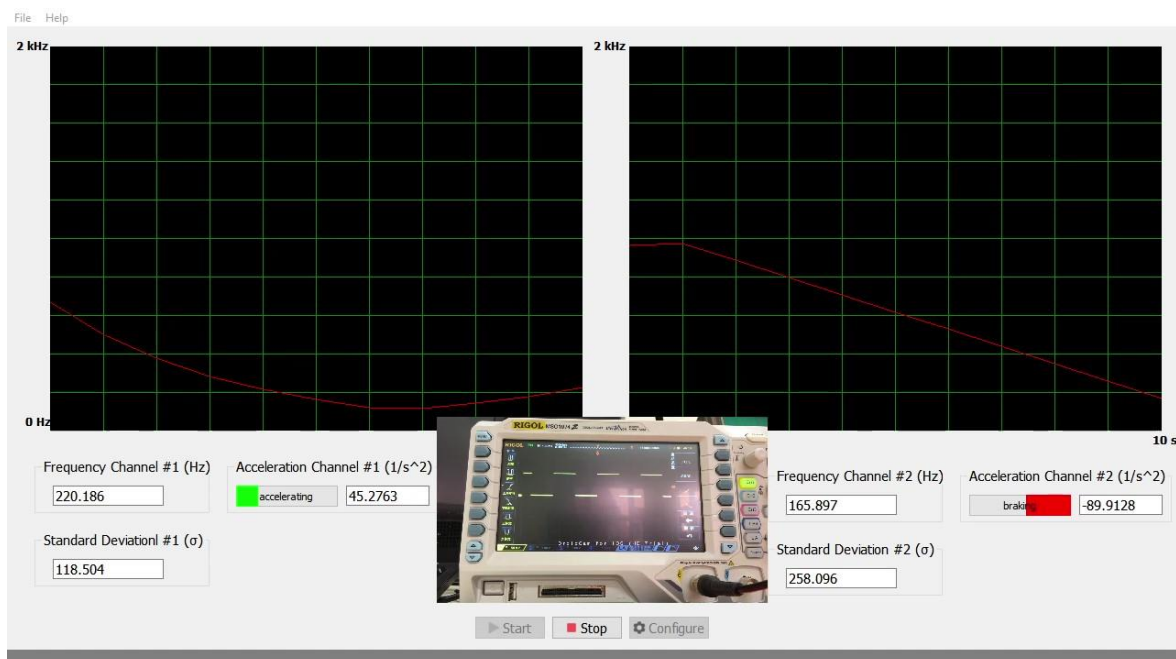 File Help
2 kHz
2 kHz
0 Hz
10 s
Frequency Channel #1 (Hz)
220.186
Acceleration Channel #1 (1/s^2)
accelerating
45.2763
Standard Deviationl #1 (σ)
118.504
RIGOL
RIGOL
Frequency Channel #2 (Hz)
165.897
Acceleration Channel #2 (1/s^2)
braking
-89.9128
Standard Deviation #2 (σ)
258.096
Start
Stop
Configure